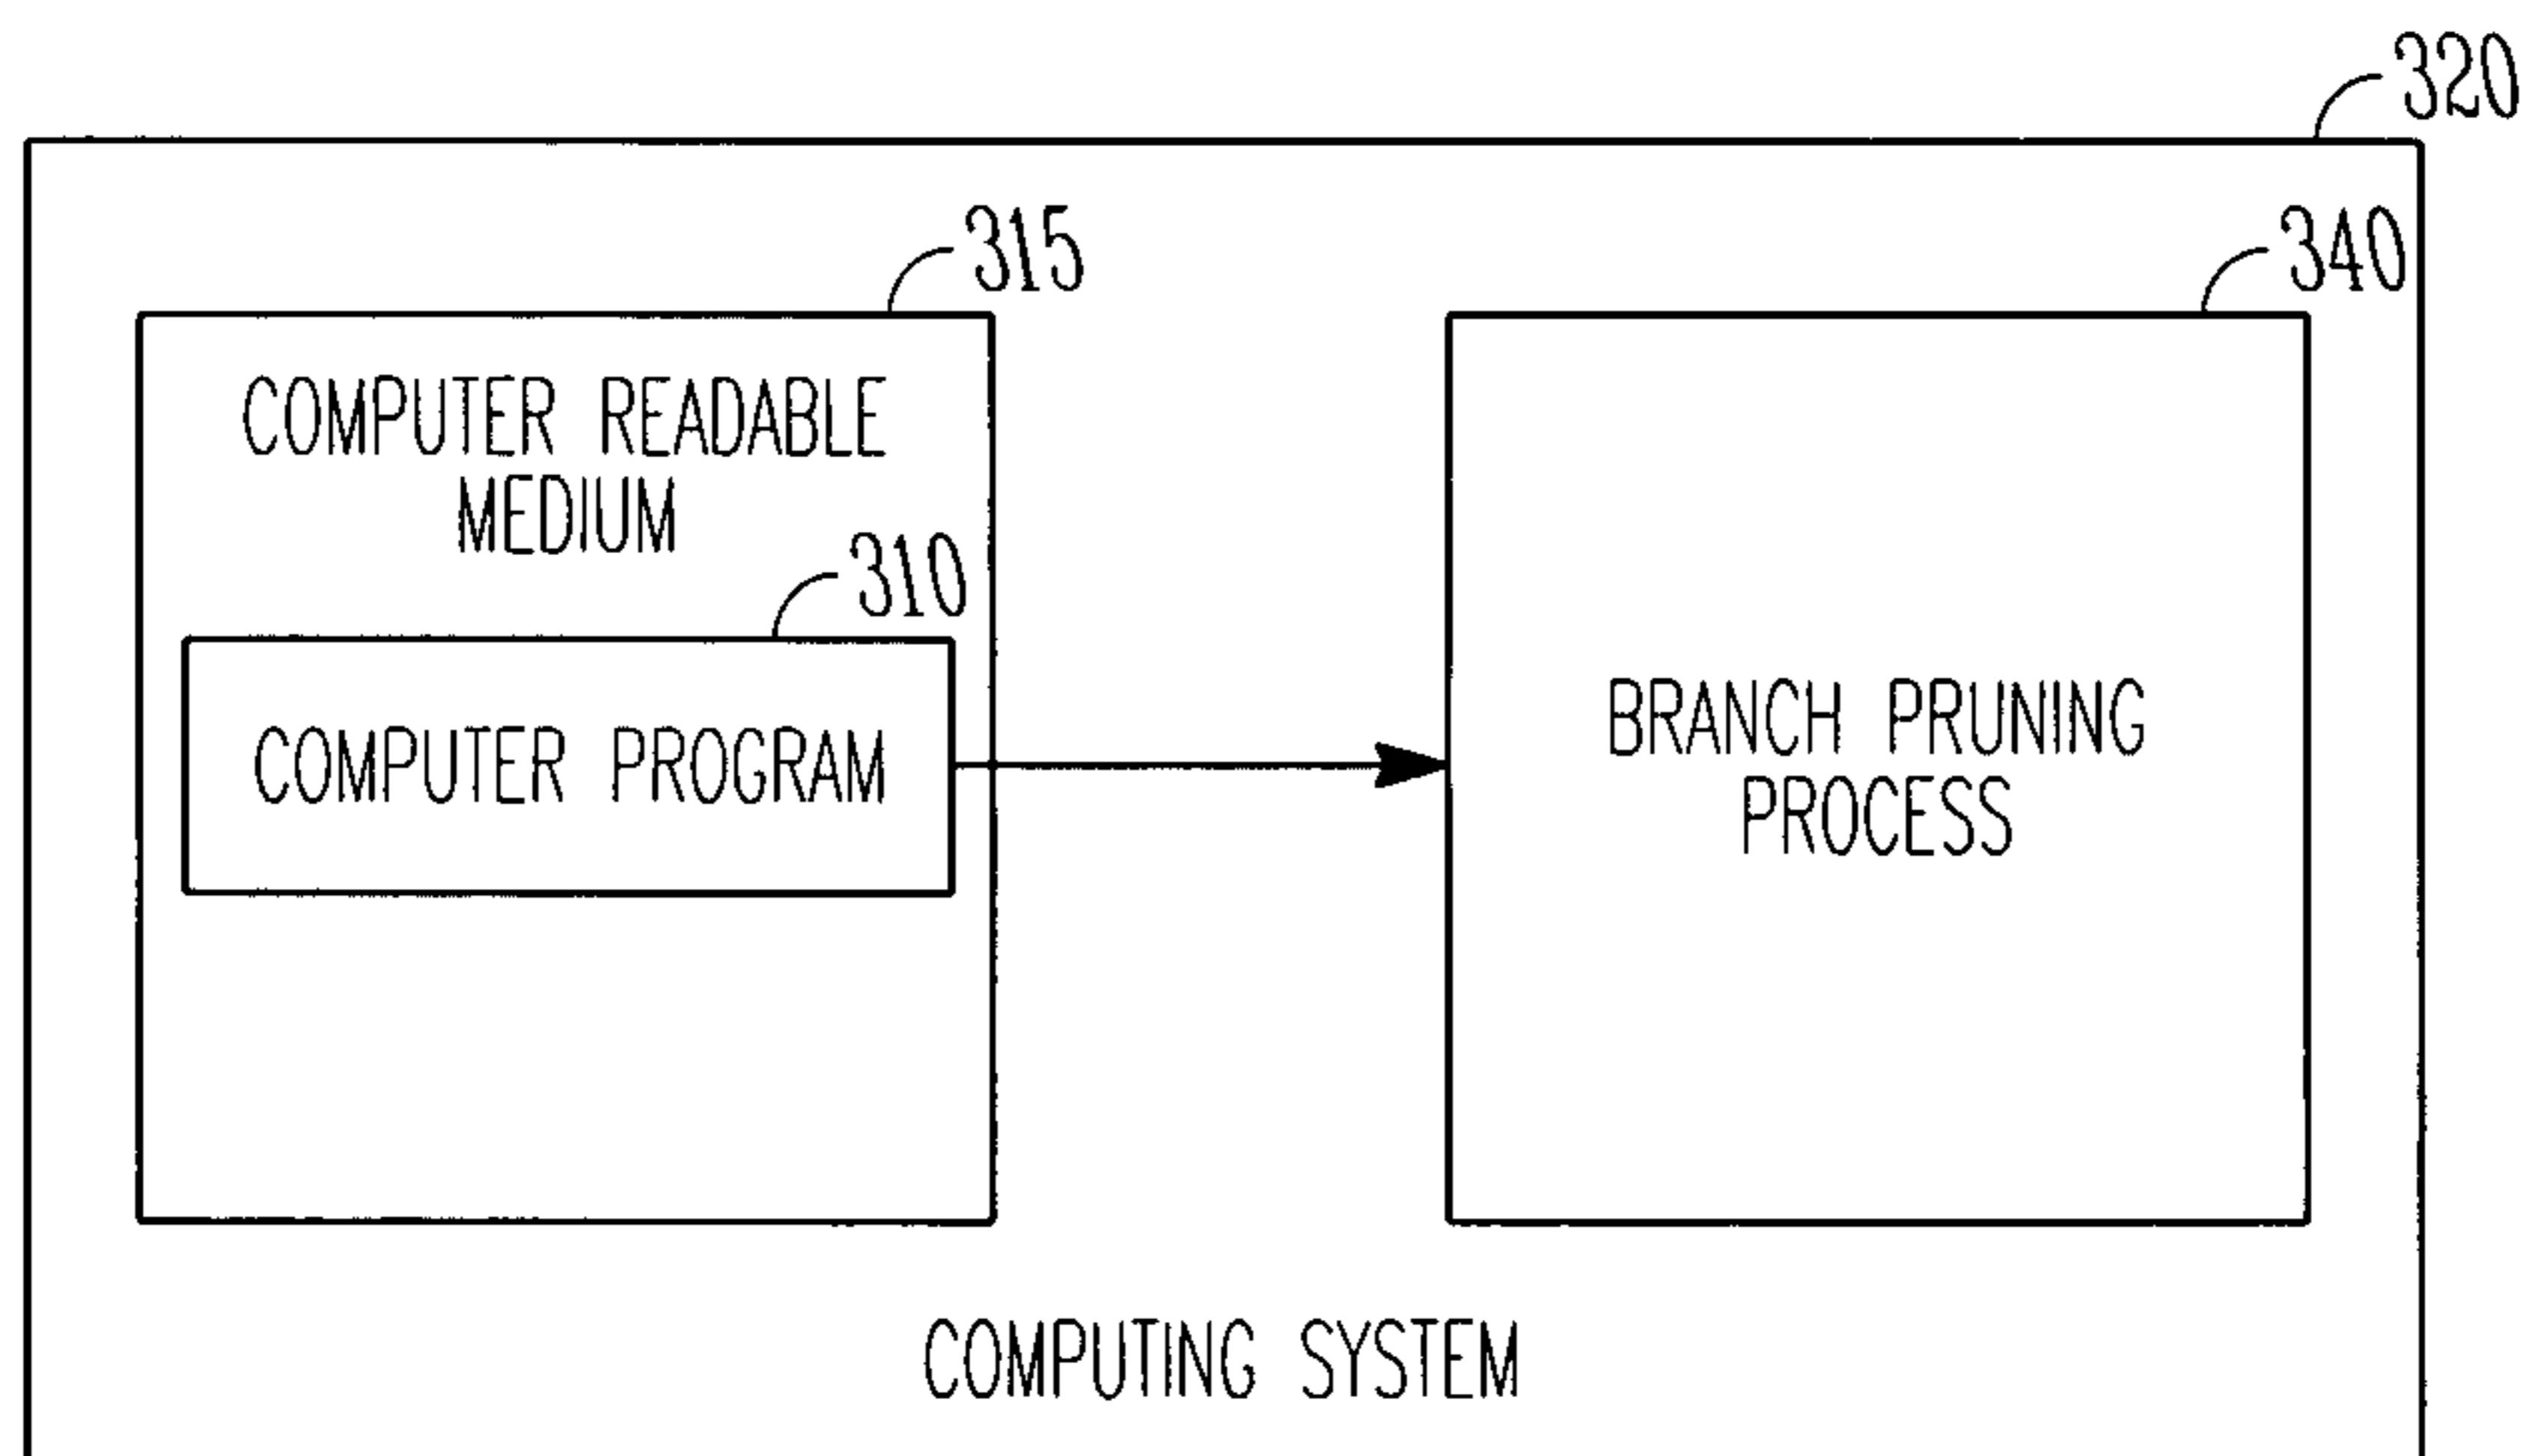 320
315
340
COMPUTER READABLE
MEDIUM
310
COMPUTER PROGRAM
BRANCH PRUNING
PROCESS
COMPUTING SYSTEM